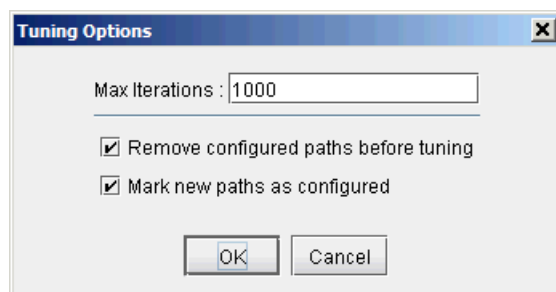 Tuning Options
Max Iterations : 1000
Remove configured paths before tuning
Mark new paths as configured
OK Cancel